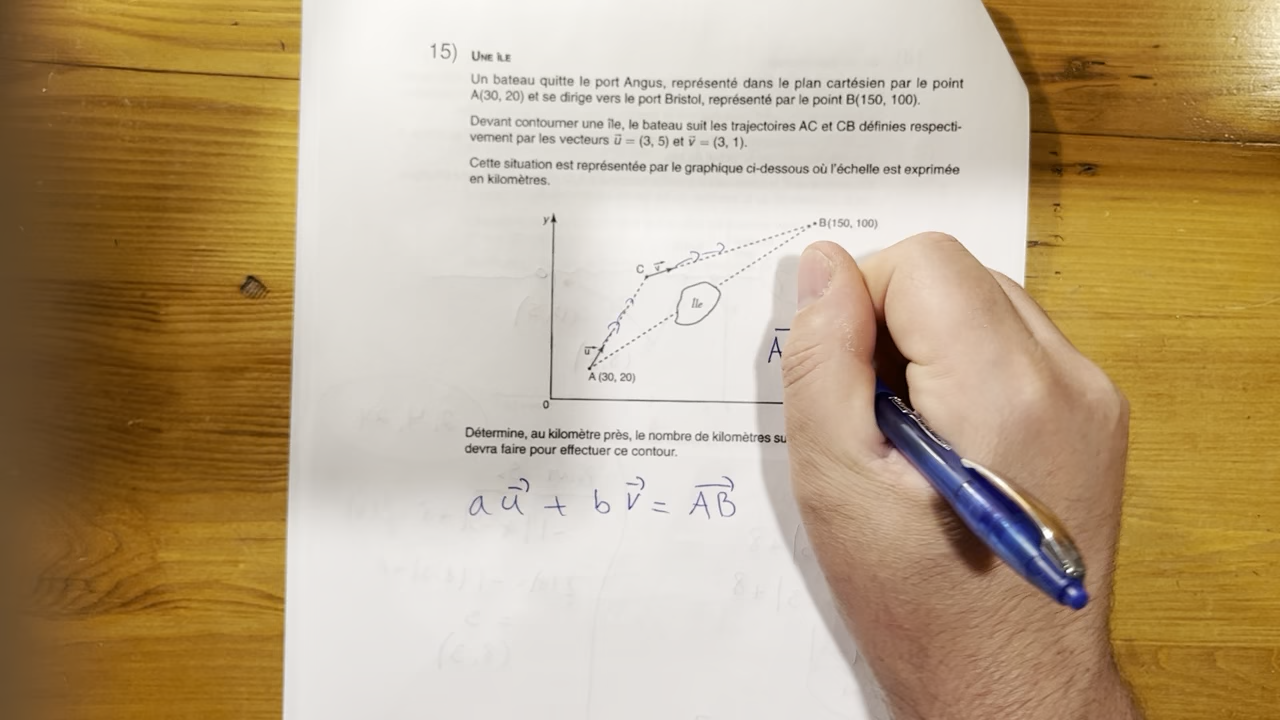 15) UNE ÎLE
Un bateau quitte le port Angus, représenté dans le plan cartésien par le point
A(30, 20) et se dirige vers le port Bristol, représenté par le point B(150, 100).
Devant contourner une île, le bateau suit les trajectoires AC et CB définies respecti-
vement par les vecteurs u⃗ = (3, 5) et v⃗ = (3, 1).
Cette situation est représentée par le graphique ci-dessous où l'échelle est exprimée
en kilomètres.
y
B(150, 100)
C v⃗
île
u⃗
A
A (30, 20)
0
Détermine, au kilomètre près, le nombre de kilomètres
devra faire pour effectuer ce contour.
a u⃗ + b v⃗ = AB⃗